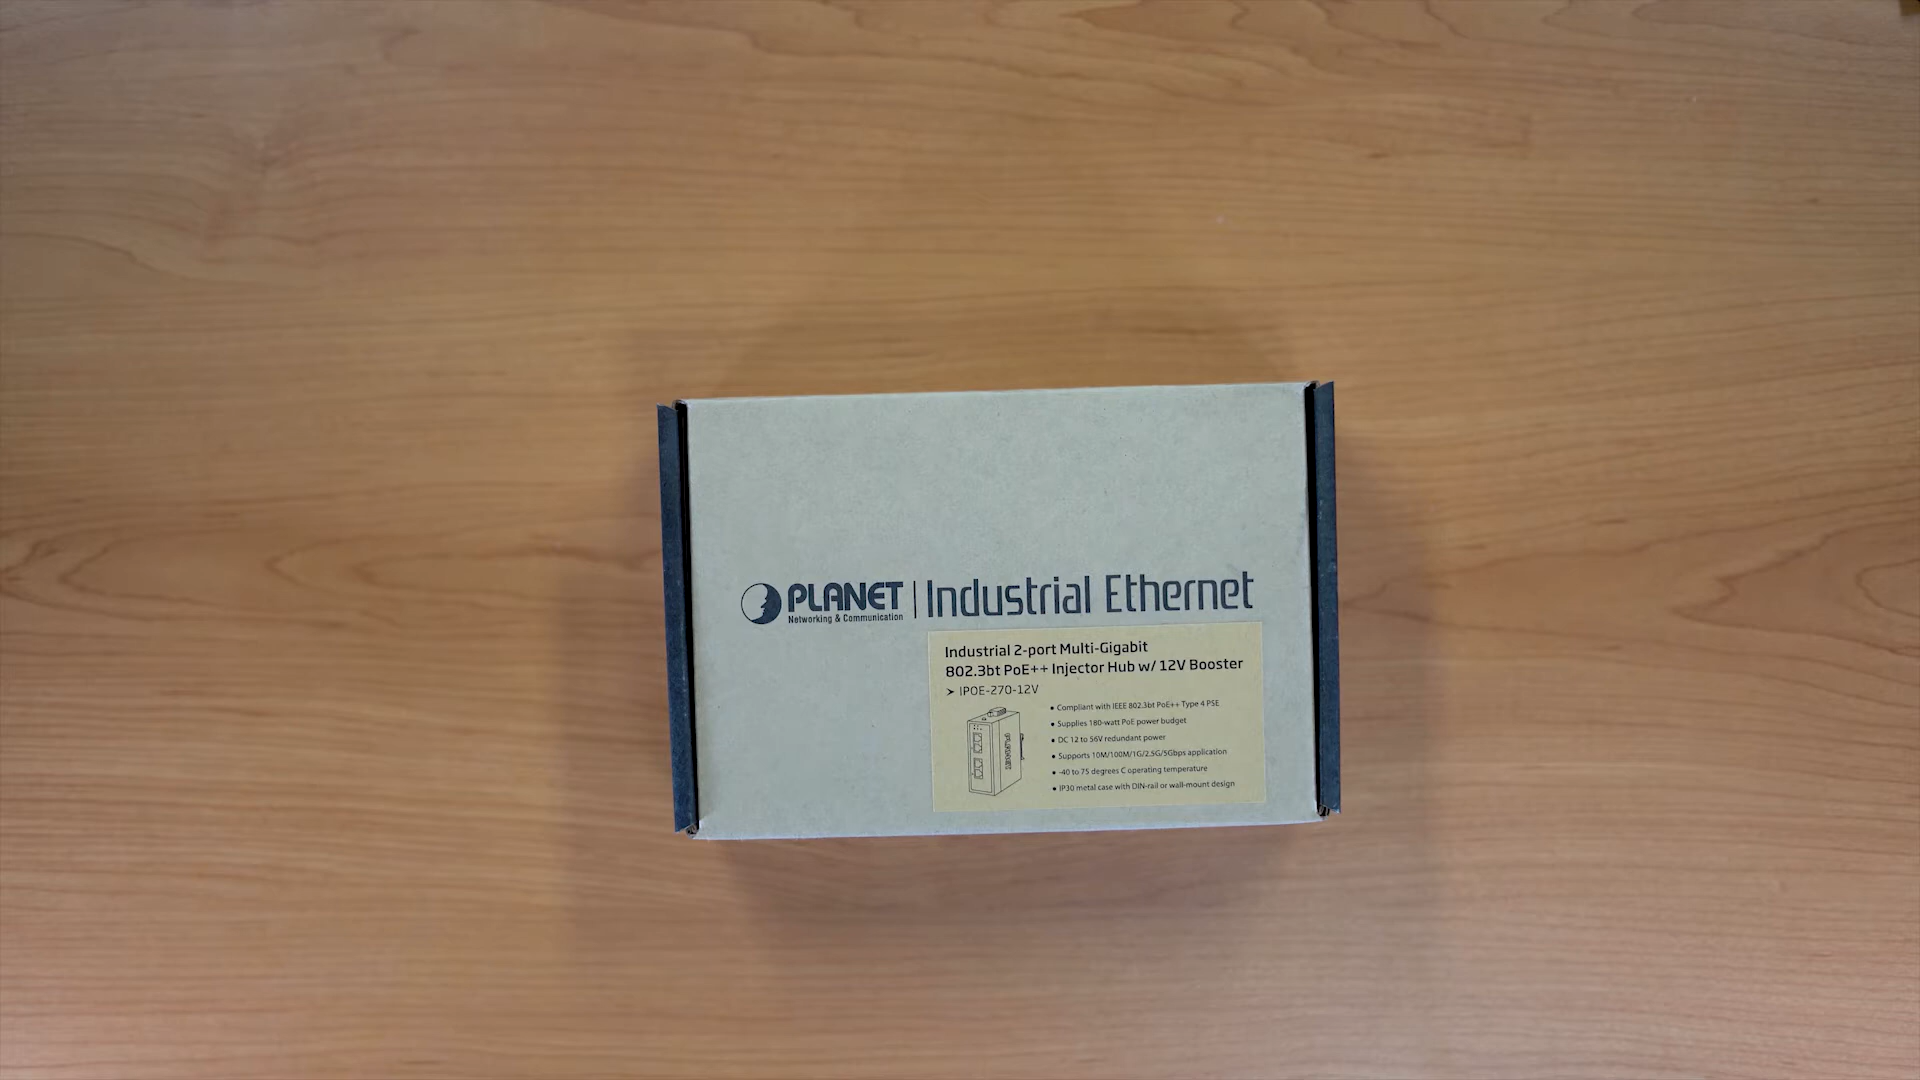 PLANET
Networking & Communication
Industrial Ethernet
Industrial 2-port Multi-Gigabit
802.3bt PoE++ Injector Hub w/ 12V Booster
➤ IPOE-270-12V
• Compliant with IEEE 802.3bt PoE++ Type 4 PSE
• Supplies 180-watt PoE power budget
• DC 12 to 56V redundant power
• Supports 10M/100M/1G/2.5G/5Gbps application
• -40 to 75 degrees C operating temperature
• IP30 metal case with DIN-rail or wall-mount design